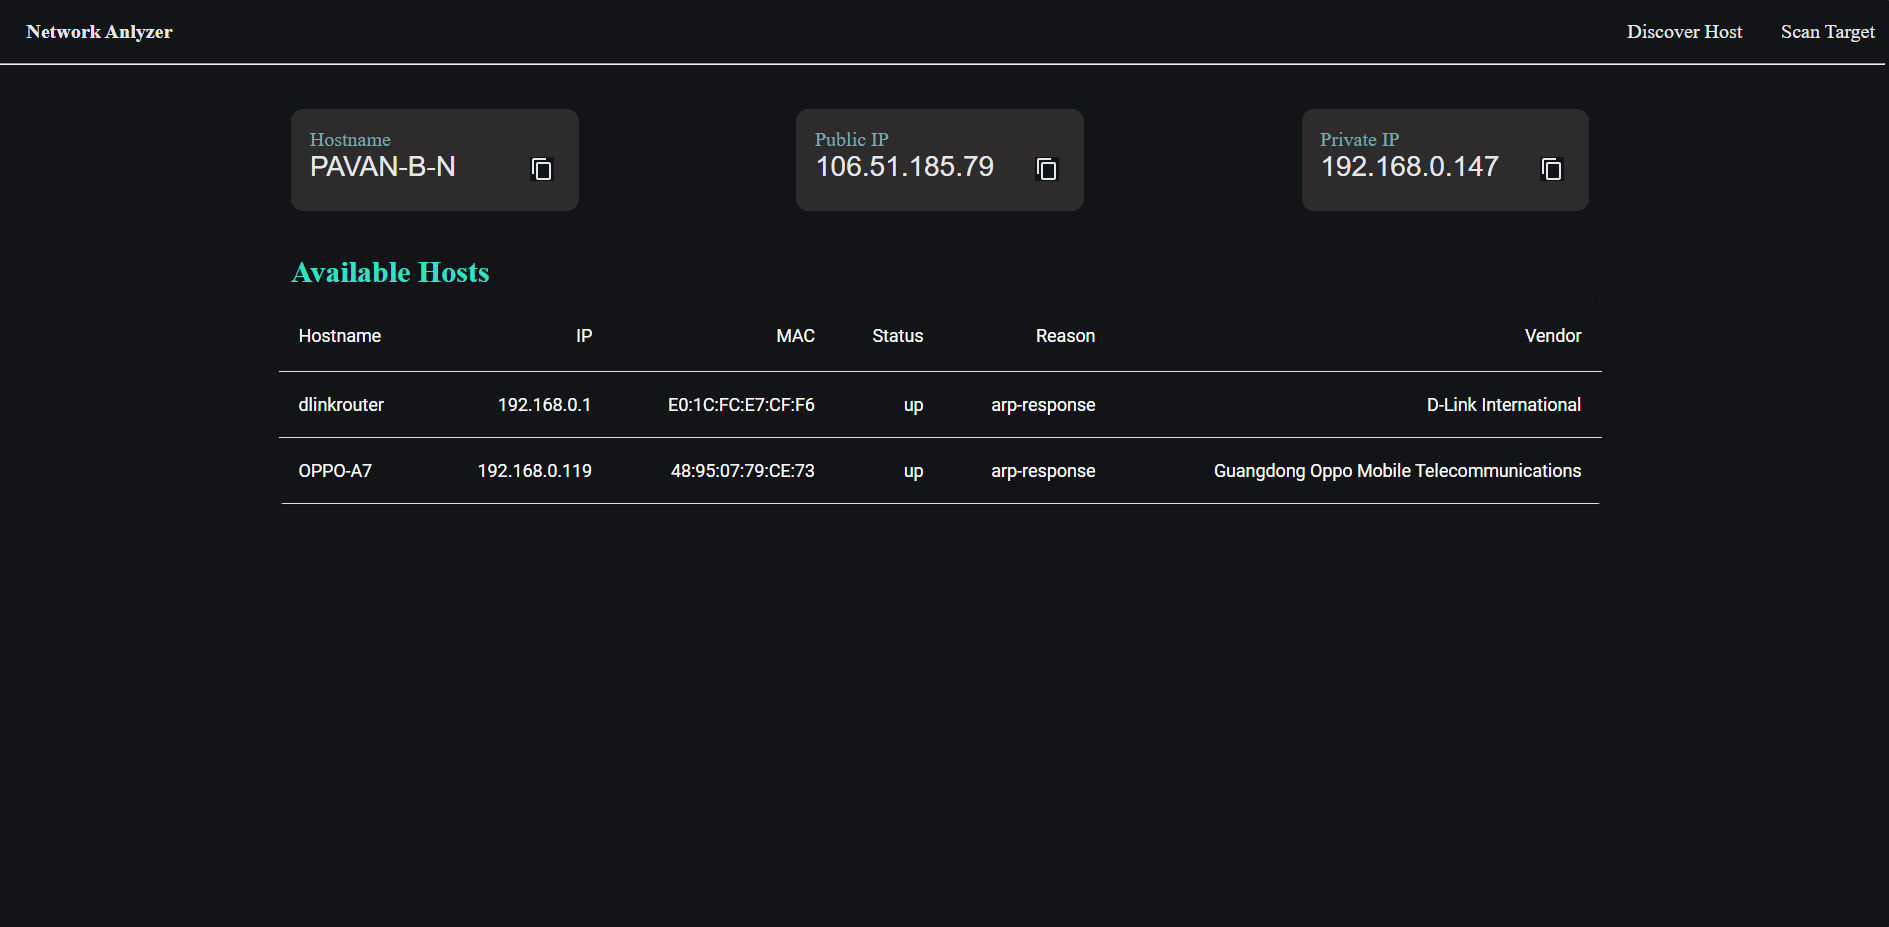 Network Anlyzer Discover Host Scan Target
Hostname Public IP Private IP
PAVAN-B-N 106.51.185.79 192.168.0.147
Available Hosts
Hostname IP MAC Status Reason Vendor
dlinkrouter 192.168.0.1 E0:1C:FC:E7:CF:F6 up arp-response D-Link International
OPPO-A7 192.168.0.119 48:95:07:79:CE:73 up arp-response Guangdong Oppo Mobile Telecommunications